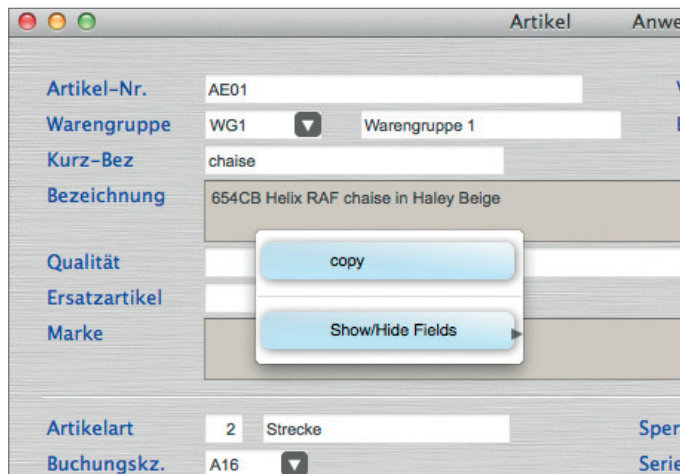 Artikel Anwe
Artikel-Nr. AE01
Warengruppe WG1 Warengruppe 1
Kurz-Bez chaise
Bezeichnung 654CB Helix RAF chaise in Haley Beige
copy
Qualität
Ersatzartikel
Show/Hide Fields
Marke
Artikelart 2 Strecke Sper
Buchungskz. A16 Serie